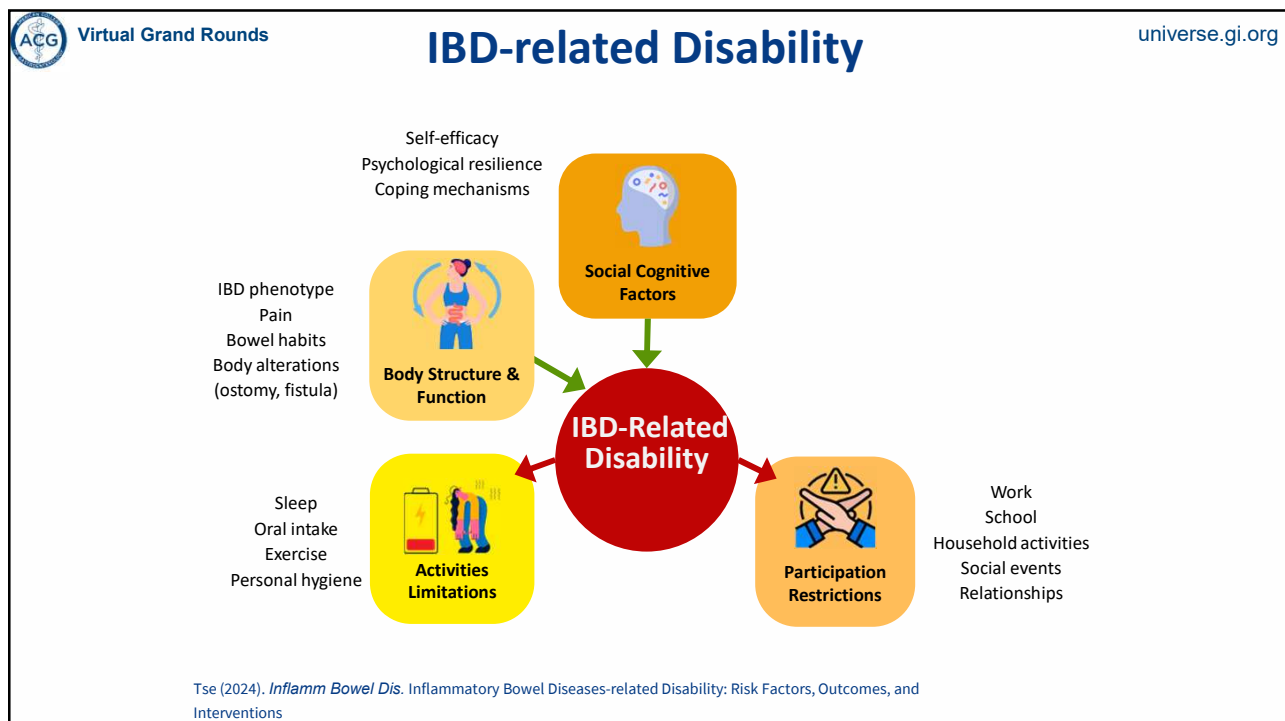 ACG
Virtual Grand Rounds
IBD-related Disability
universe.gi.org
Self-efficacy
Psychological resilience
Coping mechanisms
Social Cognitive
Factors
IBD phenotype
Pain
Bowel habits
Body alterations
(ostomy, fistula)
Body Structure &
Function
IBD-Related
Disability
Sleep
Oral intake
Exercise
Personal hygiene
Activities
Limitations
Participation
Restrictions
Work
School
Household activities
Social events
Relationships
Tse (2024). Inflamm Bowel Dis. Inflammatory Bowel Diseases-related Disability: Risk Factors, Outcomes, and
Interventions